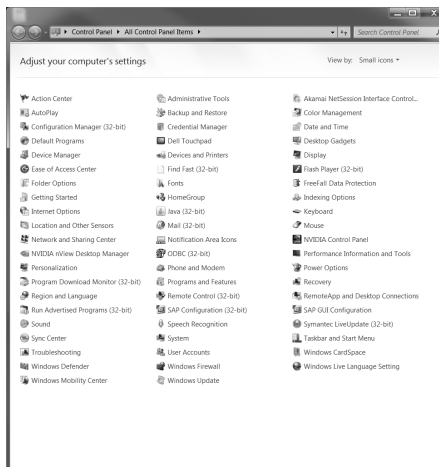 Control Panel ▸ All Control Panel Items ▸
Search Control Panel
Adjust your computer's settings
View by: Small icons
Action Center
Administrative Tools
Akamai NetSession Interface Control...
AutoPlay
Backup and Restore
Color Management
Configuration Manager (32-bit)
Credential Manager
Date and Time
Default Programs
Dell Touchpad
Desktop Gadgets
Device Manager
Devices and Printers
Display
Ease of Access Center
Find Fast (32-bit)
Flash Player (32-bit)
Folder Options
Fonts
FreeFall Data Protection
Getting Started
HomeGroup
Indexing Options
Internet Options
Java (32-bit)
Keyboard
Location and Other Sensors
Mail (32-bit)
Mouse
Network and Sharing Center
Notification Area Icons
NVIDIA Control Panel
NVIDIA nView Desktop Manager
ODBC (32-bit)
Performance Information and Tools
Personalization
Phone and Modem
Power Options
Program Download Monitor (32-bit)
Programs and Features
Recovery
Region and Language
Remote Control (32-bit)
RemoteApp and Desktop Connections
Run Advertised Programs (32-bit)
SAP Configuration (32-bit)
SAP GUI Configuration
Sound
Speech Recognition
Symantec LiveUpdate (32-bit)
Sync Center
System
Taskbar and Start Menu
Troubleshooting
User Accounts
Windows CardSpace
Windows Defender
Windows Firewall
Windows Live Language Setting
Windows Mobility Center
Windows Update